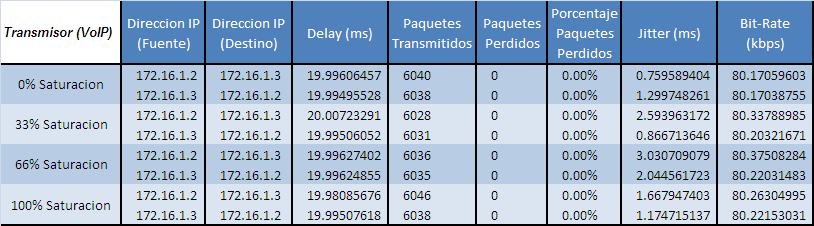 Transmisor (VoIP) Direccion IP (Fuente) Direccion IP (Destino) Delay (ms) Paquetes Transmitidos Paquetes Perdidos Porcentaje Paquetes Perdidos Jitter (ms) Bit-Rate (kbps)
0% Saturacion 172.16.1.2 172.16.1.3 19.99606457 6040 0 0.00% 0.759589404 80.17059603
172.16.1.3 172.16.1.2 19.99495528 6038 0 0.00% 1.299748261 80.17038755
33% Saturacion 172.16.1.2 172.16.1.3 20.00723291 6028 0 0.00% 2.593963172 80.33788985
172.16.1.3 172.16.1.2 19.99506052 6031 0 0.00% 0.866713646 80.20321671
66% Saturacion 172.16.1.2 172.16.1.3 19.99627402 6036 0 0.00% 3.030709079 80.37508284
172.16.1.3 172.16.1.2 19.99624855 6035 0 0.00% 2.044561723 80.22031483
100% Saturacion 172.16.1.2 172.16.1.3 19.98085676 6046 0 0.00% 1.667947403 80.26304995
172.16.1.3 172.16.1.2 19.99507618 6038 0 0.00% 1.174715137 80.22153031